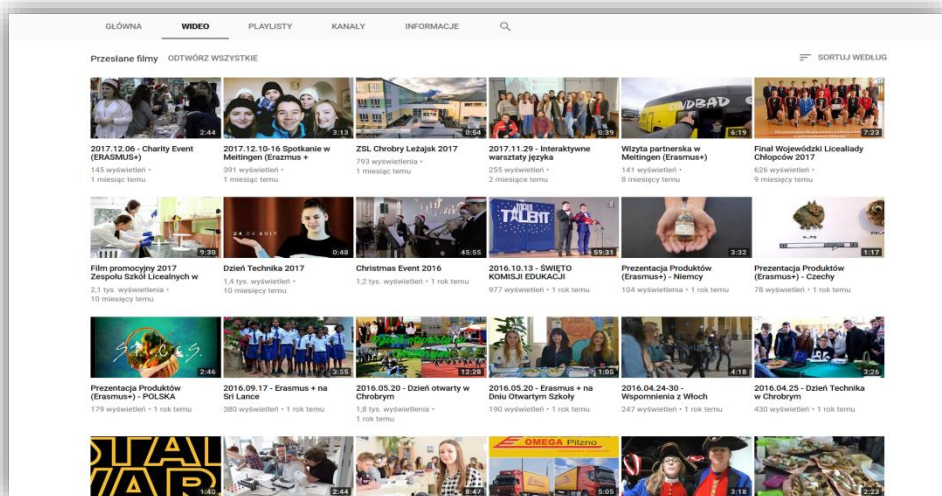 GŁÓWNA WIDEO PLAYLISTY KANAŁY INFORMACJE
Przesłane filmy ODTWÓRZ WSZYSTKIE SORTUJ WEDŁUG
SINDBAD
2:44 3:13 0:54 0:39 6:19 7:23
2017.12.06 - Charity Event
(ERASMUS+)
145 wyświetleń •
1 miesiąc temu
2017.12.10-16 Spotkanie w
Meitingen (Erazmus +
391 wyświetleń •
1 miesiąc temu
ZSL Chrobry Leżajsk 2017
793 wyświetlenia •
1 miesiąc temu
2017.11.29 - Interaktywne
warsztaty języka
255 wyświetleń •
2 miesiące temu
Wizyta partnerska w
Meitingen (Erasmus+)
141 wyświetleń •
8 miesięcy temu
Finał Wojewódzki Licealiady
Chłopców 2017
626 wyświetleń •
9 miesięcy temu
24.04.2017
MAM
TALENT
9:30 0:48 45:55 59:31 3:32 1:17
Film promocyjny 2017
Zespołu Szkół Licealnych w
2,1 tys. wyświetlenia •
10 miesięcy temu
Dzień Technika 2017
1,4 tys. wyświetleń •
10 miesięcy temu
Christmas Event 2016
1,2 tys. wyświetleń • 1 rok temu
2016.10.13 - ŚWIĘTO
KOMISJI EDUKACJI
977 wyświetleń • 1 rok temu
Prezentacja Produktów
(Erasmus+) - Niemcy
104 wyświetlenia • 1 rok temu
Prezentacja Produktów
(Erasmus+) - Czechy
78 wyświetleń • 1 rok temu
Dzień otwarty w
Chrobrym
2:46 3:55 12:28 1:05 4:18 3:26
Prezentacja Produktów
(Erasmus+) - POLSKA
179 wyświetleń • 1 rok temu
2016.09.17 - Erasmus + na
Sri Lance
380 wyświetleń • 1 rok temu
2016.05.20 - Dzień otwarty w
Chrobrym
1,8 tys. wyświetlenia •
1 rok temu
2016.05.20 - Erasmus + na
Dniu Otwartym Szkoły
190 wyświetleń • 1 rok temu
2016.04.24-30 -
Wspomnienia z Włoch
247 wyświetleń • 1 rok temu
2016.04.25 - Dzień Technika
w Chrobrym
430 wyświetleń • 1 rok temu
STAR
WAR
OMEGA Pilzno
1:40 2:44 8:47 5:05 3:18 2:23